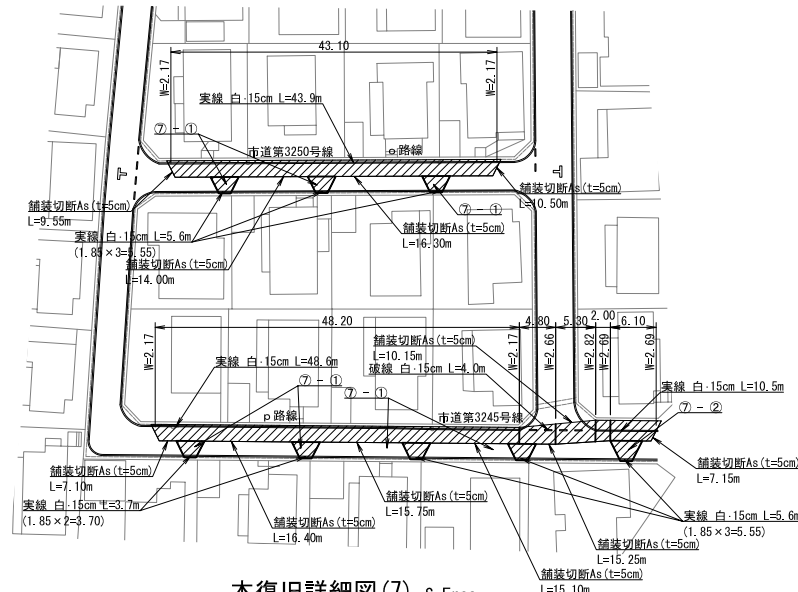 43.10
W=2.17
W=2.17
実線 白·15cm L=43.9m
⑦ - ①
市道第3250号線
o路線
舗装切断As(t=5cm)
L=9.55m
舗装切断As(t=5cm)
L=10.50m
⑦ - ①
実線 白·15cm L=5.6m
(1.85×3=5.55)
舗装切断As(t=5cm)
L=16.30m
舗装切断As(t=5cm)
L=14.00m
48.20
4.80
5.30
2.00
6.10
W=2.17
W=2.17
W=2.66
W=2.82
W=2.69
W=2.69
舗装切断As(t=5cm)
L=10.15m
実線 白·15cm L=48.6m
破線 白·15cm L=4.0m
⑦ - ①
⑦ - ①
実線 白·15cm L=10.5m
⑦ - ②
p路線
市道第3245号線
舗装切断As(t=5cm)
L=7.10m
舗装切断As(t=5cm)
L=7.15m
実線 白·15cm L=3.7m
(1.85×2=3.70)
舗装切断As(t=5cm)
L=15.75m
実線 白·15cm L=5.6m
(1.85×3=5.55)
舗装切断As(t=5cm)
L=16.40m
舗装切断As(t=5cm)
L=15.25m
舗装切断As(t=5cm)
L=15.10m
本復旧詳細図(7)